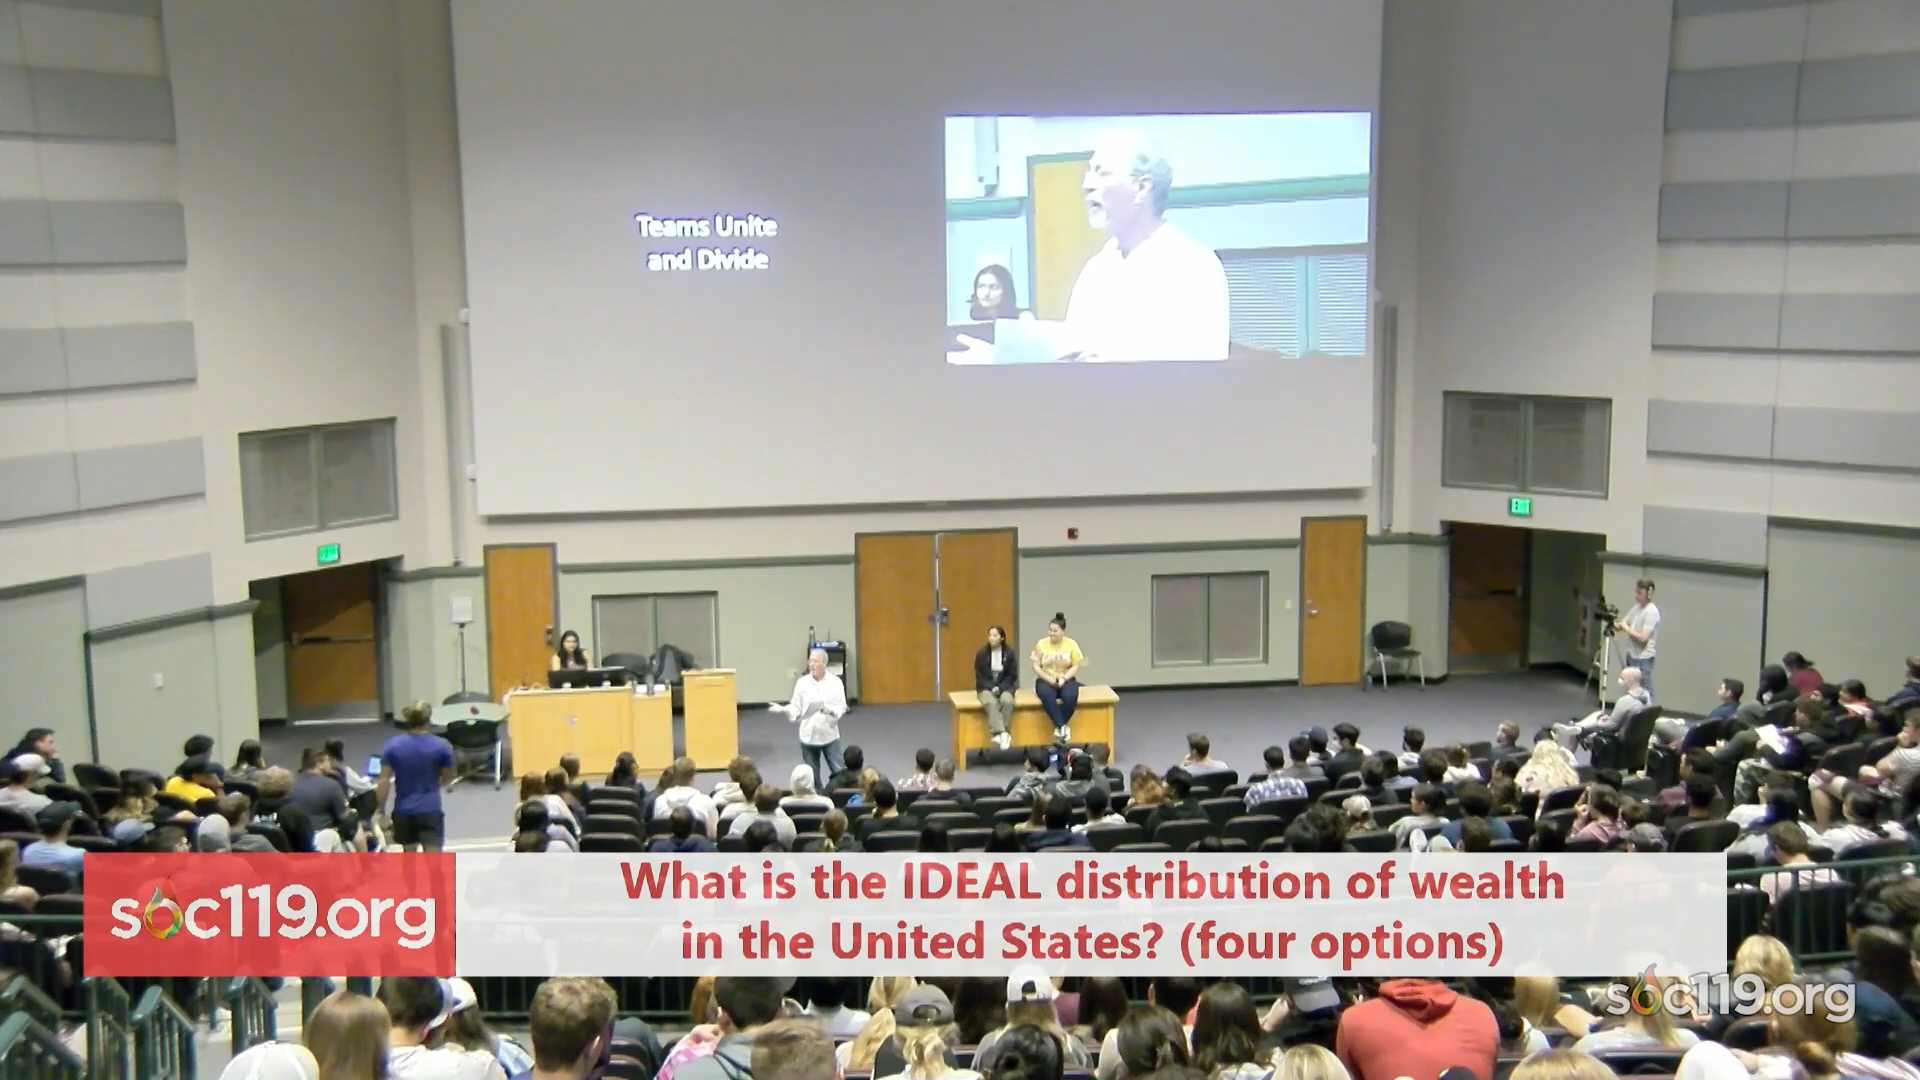 Teams Unite
and Divide
EXIT
soc119.org
What is the IDEAL distribution of wealth
in the United States? (four options)
soc119.org